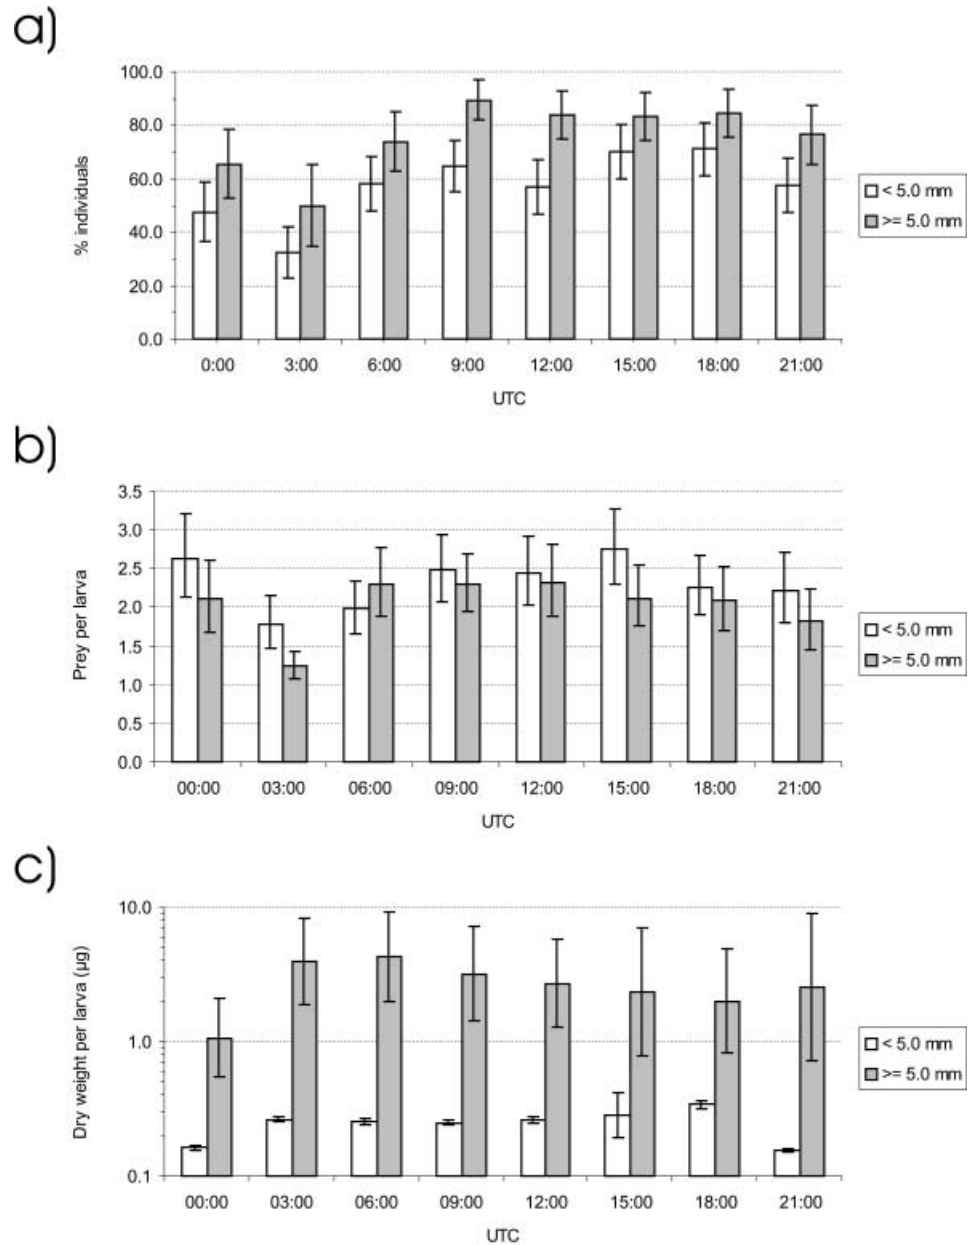 a)
100.0
80.0
60.0
40.0
20.0
0.0
% individuals
0:00 3:00 6:00 9:00 12:00 15:00 18:00 21:00
UTC
< 5.0 mm
>= 5.0 mm
b)
3.5
3.0
2.5
2.0
1.5
1.0
0.5
0.0
Prey per larva
00:00 03:00 06:00 09:00 12:00 15:00 18:00 21:00
UTC
< 5.0 mm
>= 5.0 mm
c)
10.0
1.0
0.1
Dry weight per larva (µg)
00:00 03:00 06:00 09:00 12:00 15:00 18:00 21:00
UTC
< 5.0 mm
>= 5.0 mm